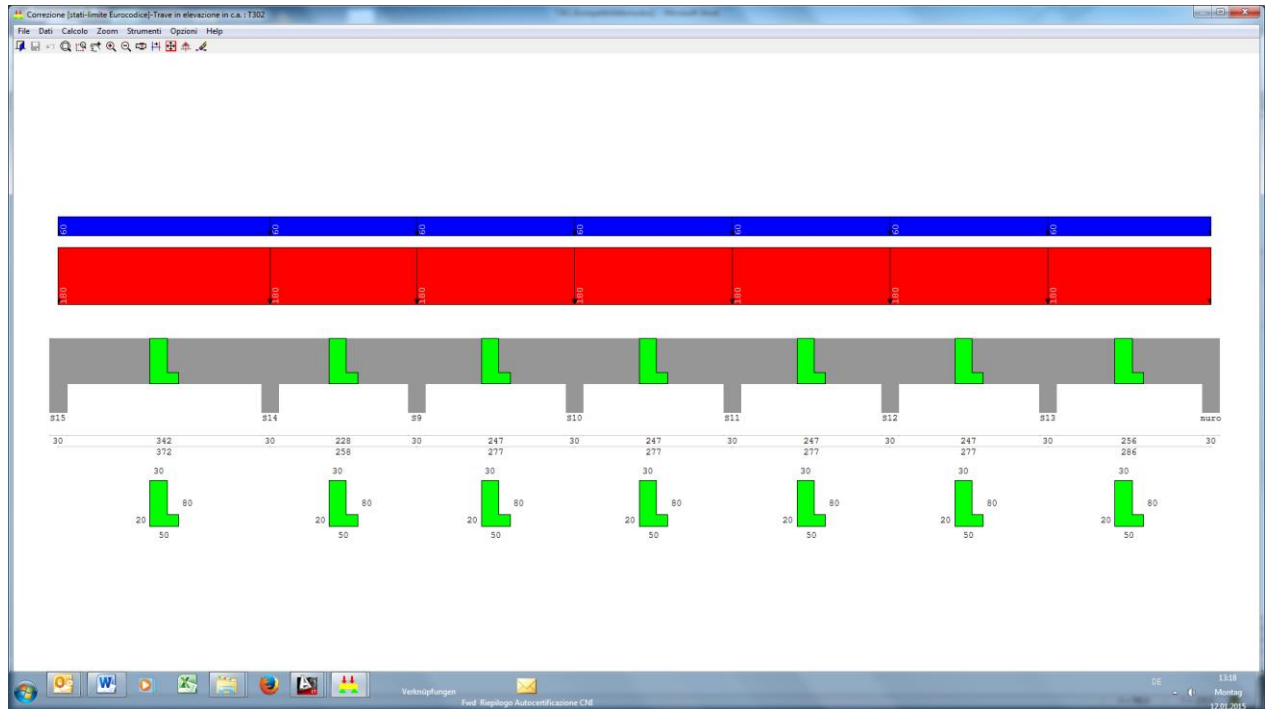 Correzione [stati-limite Eurocodice]-Trave in elevazione in c.a. : T302
File Dati Calcolo Zoom Strumenti Opzioni Help
60 60 60 60 60 60 60
180 180 180 180 180 180 180
S15 S14 S9 S10 S11 S12 S13 muro
30 342 30 228 30 247 30 247 30 247 30 247 30 256 30
372 258 277 277 277 277 286
30 30 30 30 30 30 30
80 80 80 80 80 80 80
20 20 20 20 20 20 20
50 50 50 50 50 50 50
Verknüpfungen
Fwd Riepilogo Autocertificazione CNI
DE
13:18
Montag
12.01.2015